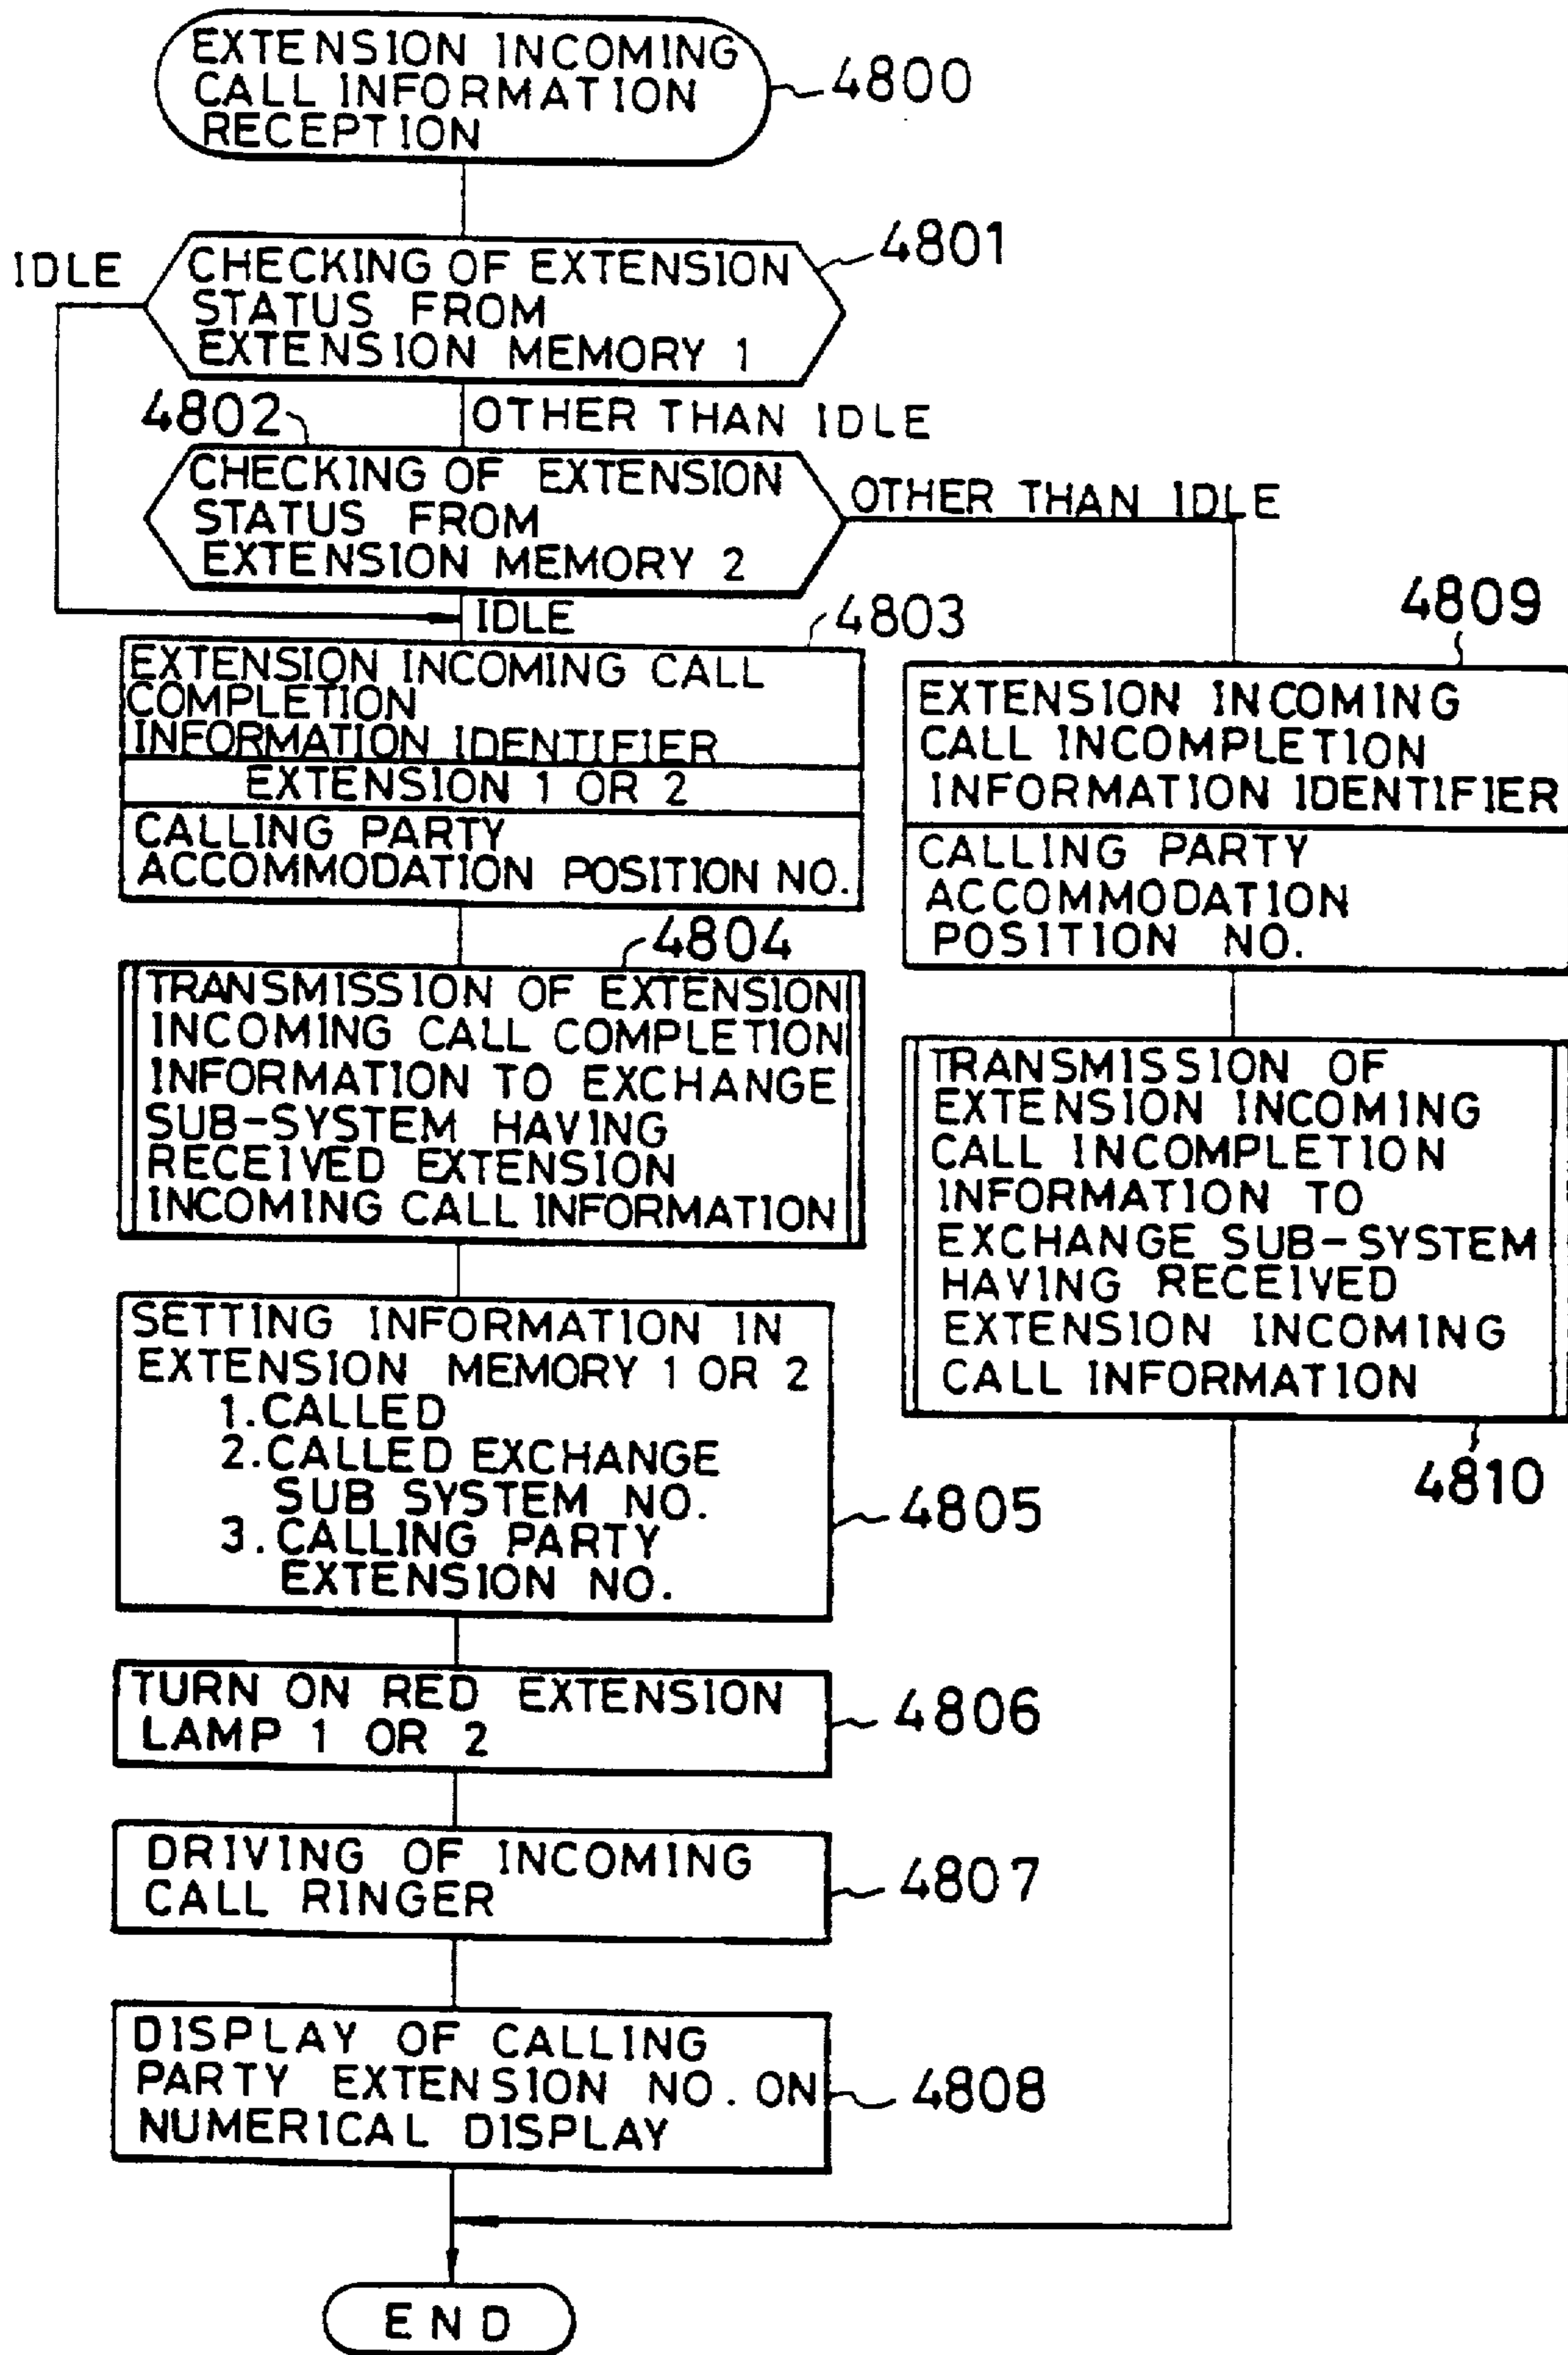 EXTENSION INCOMING
CALL INFORMATION
RECEPTION
4800
IDLE
CHECKING OF EXTENSION
STATUS FROM
EXTENSION MEMORY 1
4801
OTHER THAN IDLE
4802
CHECKING OF EXTENSION
STATUS FROM
EXTENSION MEMORY 2
OTHER THAN IDLE
IDLE
4803
EXTENSION INCOMING CALL
COMPLETION
INFORMATION IDENTIFIER
EXTENSION 1 OR 2
CALLING PARTY
ACCOMMODATION POSITION NO.
4809
EXTENSION INCOMING
CALL INCOMPLETION
INFORMATION IDENTIFIER
CALLING PARTY
ACCOMMODATION
POSITION NO.
4804
TRANSMISSION OF EXTENSION
INCOMING CALL COMPLETION
INFORMATION TO EXCHANGE
SUB-SYSTEM HAVING
RECEIVED EXTENSION
INCOMING CALL INFORMATION
TRANSMISSION OF
EXTENSION INCOMING
CALL INCOMPLETION
INFORMATION TO
EXCHANGE SUB-SYSTEM
HAVING RECEIVED
EXTENSION INCOMING
CALL INFORMATION
4810
SETTING INFORMATION IN
EXTENSION MEMORY 1 OR 2
1.CALLED
2.CALLED EXCHANGE
SUB SYSTEM NO.
3.CALLING PARTY
EXTENSION NO.
4805
TURN ON RED EXTENSION
LAMP 1 OR 2
4806
DRIVING OF INCOMING
CALL RINGER
4807
DISPLAY OF CALLING
PARTY EXTENSION NO. ON
NUMERICAL DISPLAY
4808
END